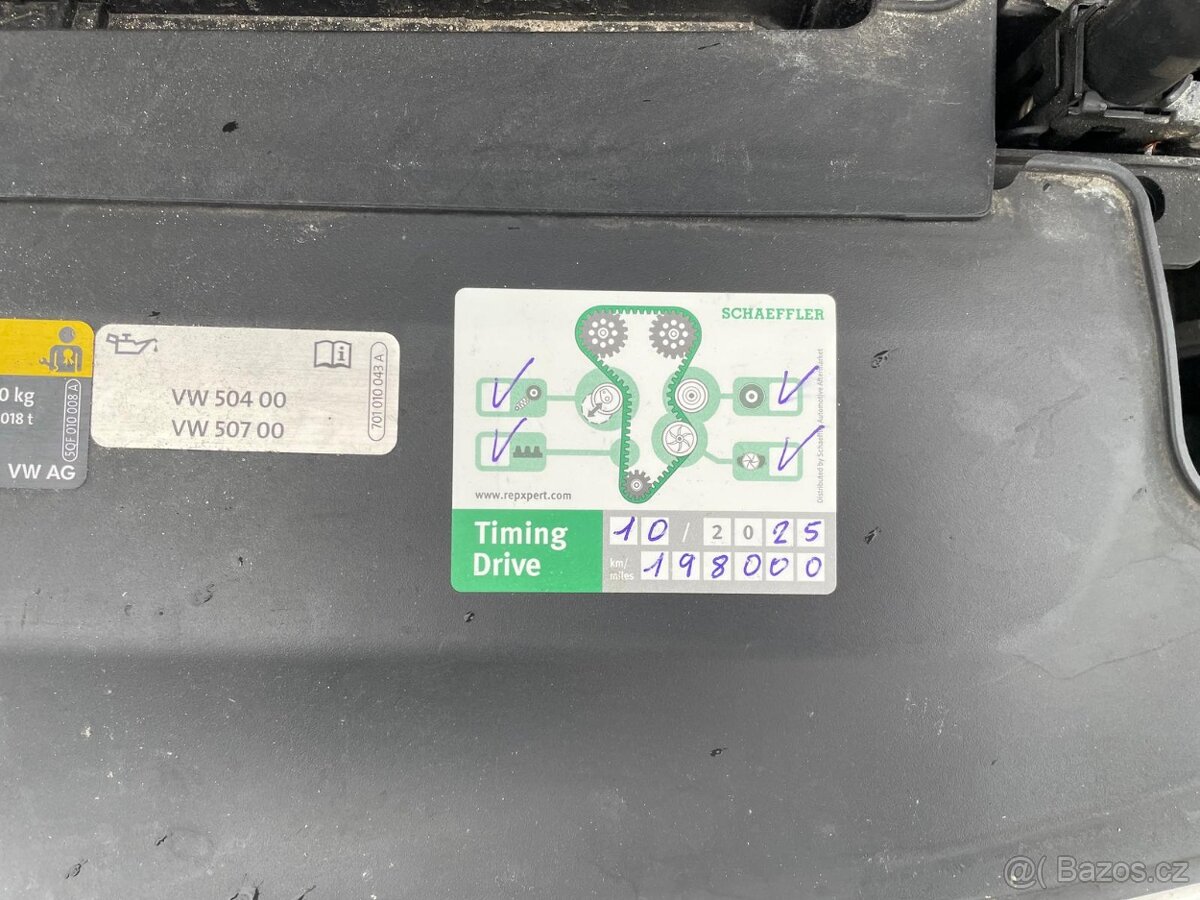 0 kg
018 t
5QF 010 008 A
VW AG
VW 504 00
VW 507 00
701 010 043 A
SCHAEFFLER
Distributed by Schaeffler Automotive Aftermarket
www.repxpert.com
Timing
Drive
10 / 2025
km/
miles
198000
@( Bazos.cz